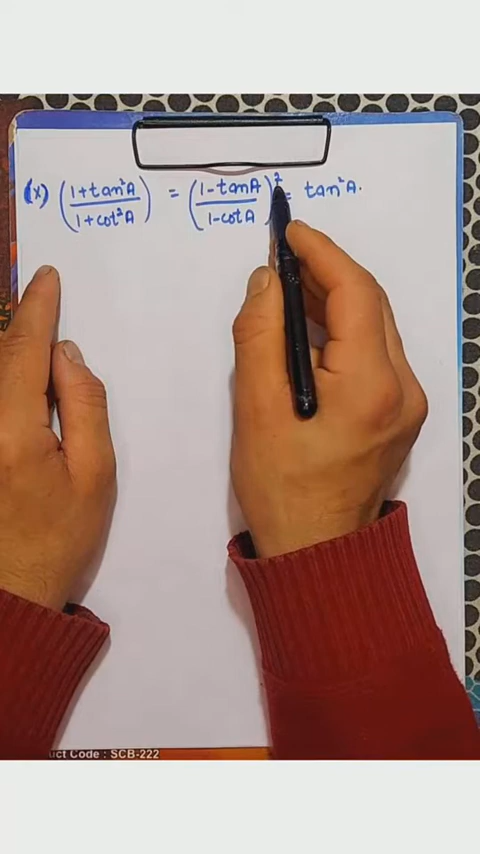 (x) (1+tan²A / 1+cot²A) = (1-tanA / 1-cotA)² = tan²A.
uct Code : SCB-222